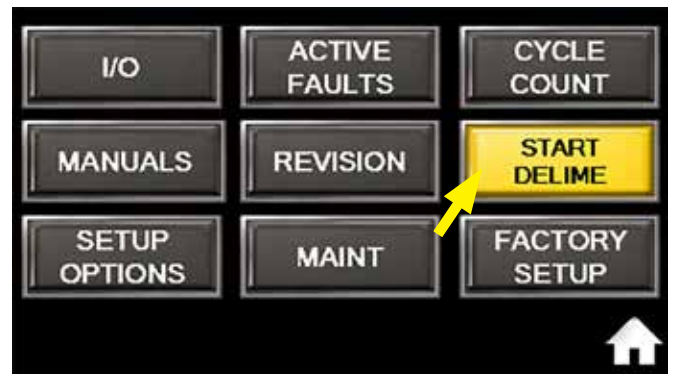 I/O
ACTIVE
FAULTS
CYCLE
COUNT
MANUALS
REVISION
START
DELIME
SETUP
OPTIONS
MAINT
FACTORY
SETUP